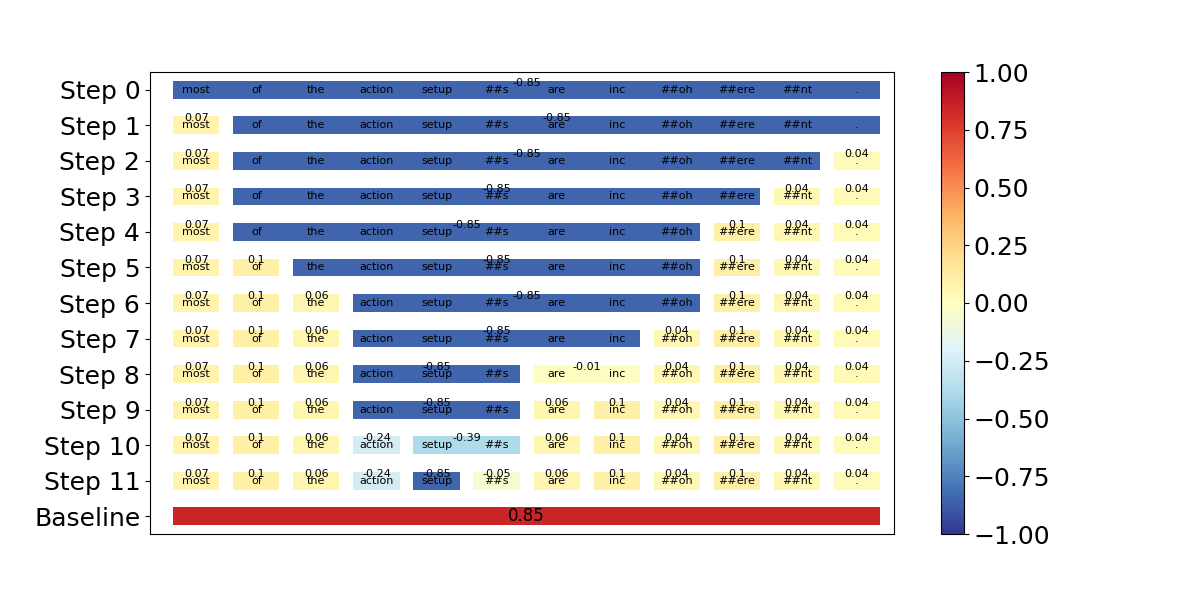 Step 0 most of the action setup ##s are inc ##oh ##ere ##nt . -0.85 1.00
Step 1 0.07 most -0.85 of the action setup ##s are inc ##oh ##ere ##nt .
0.75
Step 2 0.07 most -0.85 of the action setup ##s are inc ##oh ##ere ##nt 0.04 .
Step 3 0.07 most -0.85 of the action setup ##s are inc ##oh ##ere 0.04 ##nt 0.04 .
0.50
Step 4 0.07 most -0.85 of the action setup ##s are inc ##oh 0.1 ##ere 0.04 ##nt 0.04 .
0.25
Step 5 0.07 most 0.1 of -0.85 the action setup ##s are inc ##oh 0.1 ##ere 0.04 ##nt 0.04 .
Step 6 0.07 most 0.1 of 0.06 the -0.85 action setup ##s are inc ##oh 0.1 ##ere 0.04 ##nt 0.04 .
0.00
Step 7 0.07 most 0.1 of 0.06 the -0.85 action setup ##s are inc 0.04 ##oh 0.1 ##ere 0.04 ##nt 0.04 .
−0.25
Step 8 0.07 most 0.1 of 0.06 the -0.85 action setup ##s -0.01 are inc 0.04 ##oh 0.1 ##ere 0.04 ##nt 0.04 .
Step 9 0.07 most 0.1 of 0.06 the -0.85 action setup ##s 0.06 are 0.1 inc 0.04 ##oh 0.1 ##ere 0.04 ##nt 0.04 .
−0.50
Step 10 0.07 most 0.1 of 0.06 the -0.24 action -0.39 setup ##s 0.06 are 0.1 inc 0.04 ##oh 0.1 ##ere 0.04 ##nt 0.04 .
−0.75
Step 11 0.07 most 0.1 of 0.06 the -0.24 action -0.85 setup -0.05 ##s 0.06 are 0.1 inc 0.04 ##oh 0.1 ##ere 0.04 ##nt 0.04 .
Baseline 0.85
−1.00